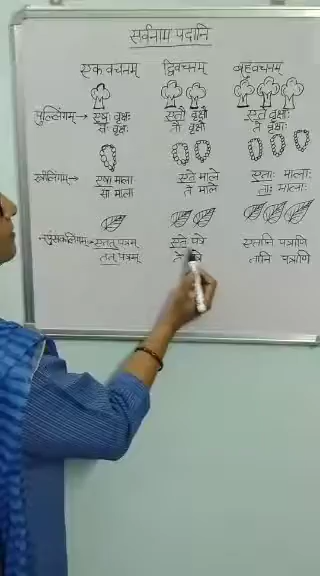 सर्वनाम पदानि
एकवचनम् द्विवचनम् बहुवचनम्
पुल्लिंगम् → एषः वृक्षः एतौ वृक्षौ एते वृक्षाः
सः वृक्षः तौ वृक्षौ ते वृक्षाः
स्त्रीलिंगम् → एषा माला एते माले एताः मालाः
सा माला ते माले ताः मालाः
नपुंसकलिंगम् → एतत् पत्रम् एते पत्रे एतानि पत्राणि
तत् पत्रम् तानि पत्राणि